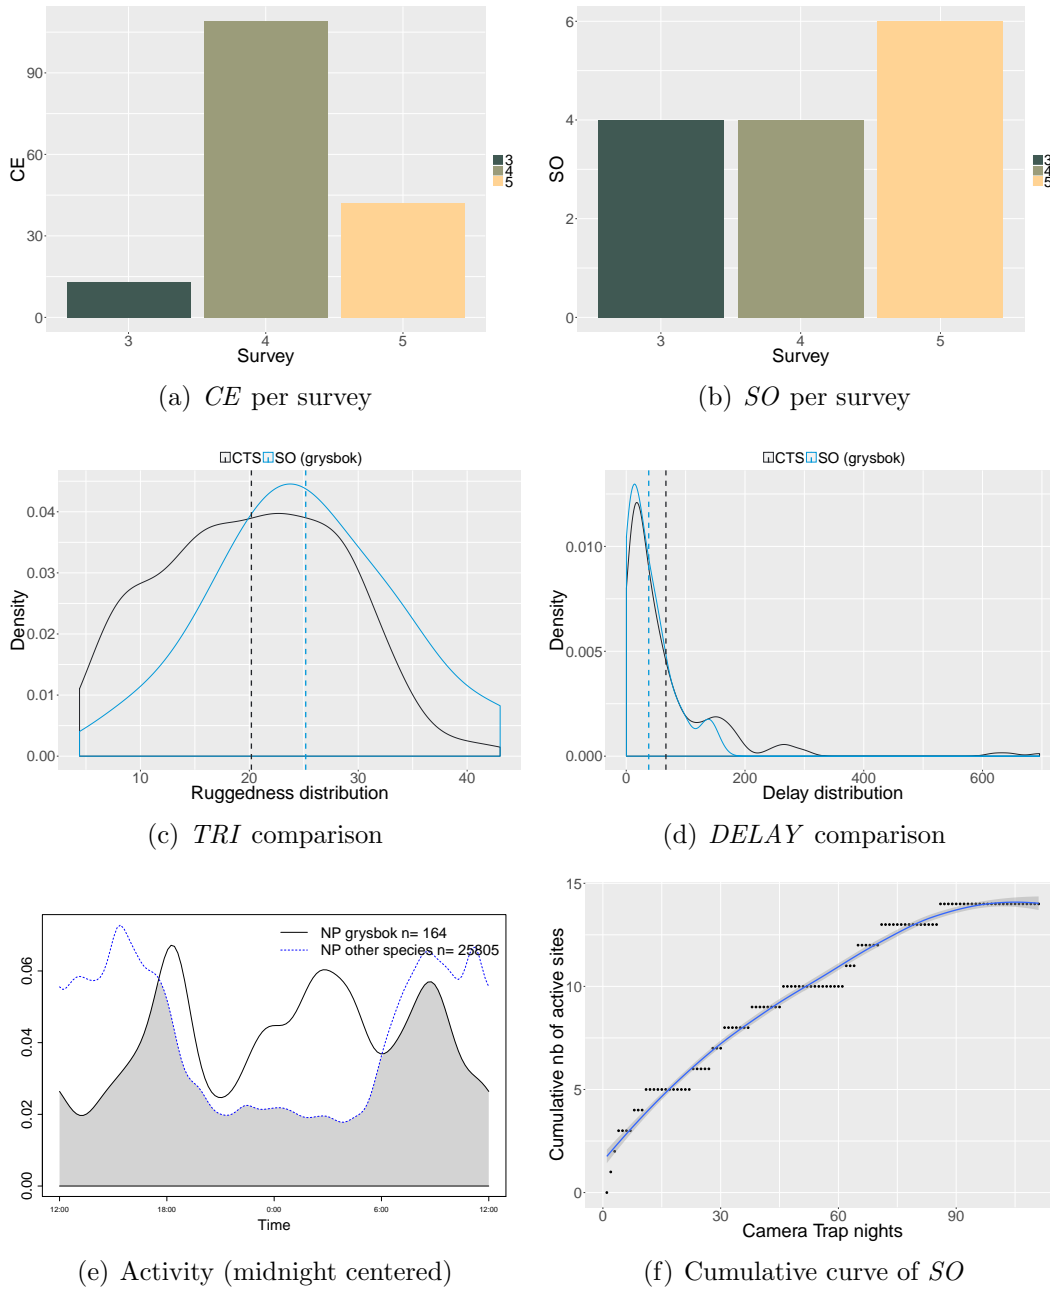 CE
90
60
30
0
3
4
5
Survey
3
4
5
(a) CE per survey
SO
6
4
2
0
3
4
5
Survey
3
4
5
(b) SO per survey
CTS SO (grysbok)
Density
0.04
0.03
0.02
0.01
0.00
10
20
30
40
Ruggedness distribution
(c) TRI comparison
CTS SO (grysbok)
Density
0.010
0.005
0.000
0
200
400
600
Delay distribution
(d) DELAY comparison
NP grysbok n= 164
NP other species n= 25805
0.06
0.04
0.02
0.00
12:00
18:00
0:00
6:00
12:00
Time
(e) Activity (midnight centered)
Cumulative nb of active sites
15
10
5
0
0
30
60
90
Camera Trap nights
(f) Cumulative curve of SO